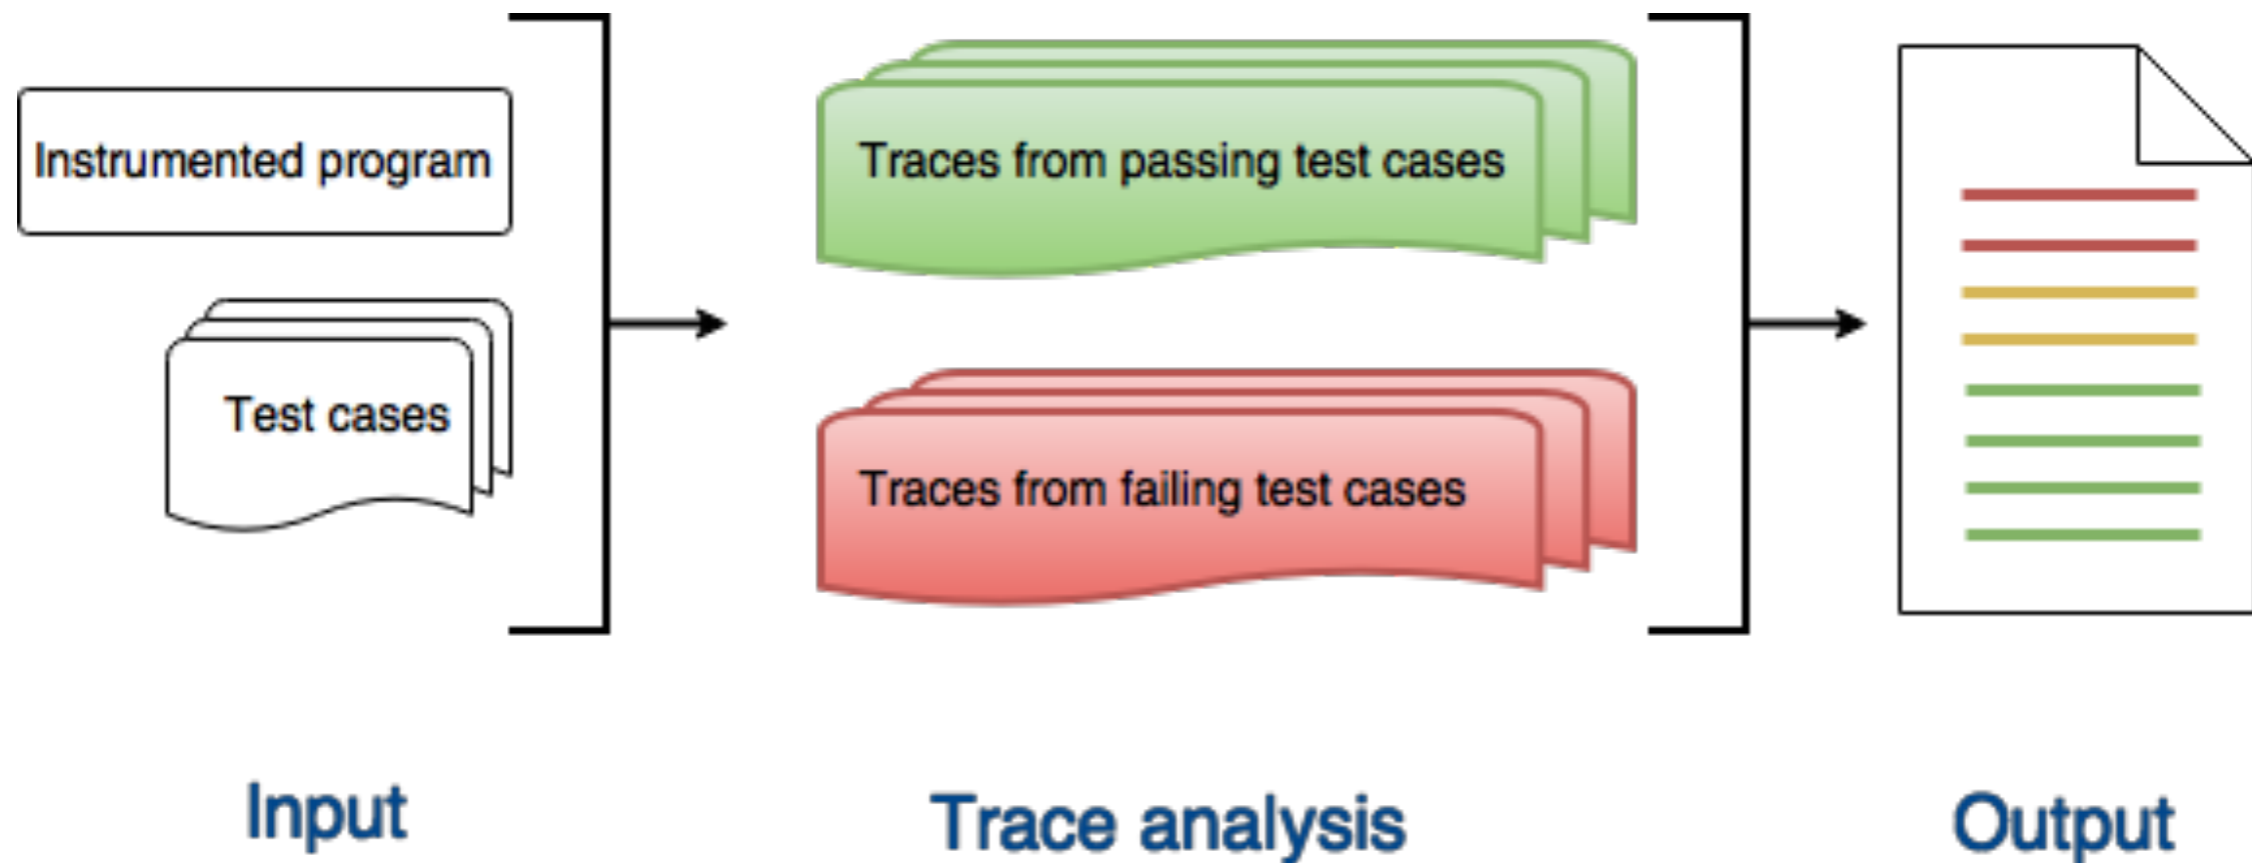 Instrumented program
Test cases
Traces from passing test cases
Traces from failing test cases
Input
Trace analysis
Output